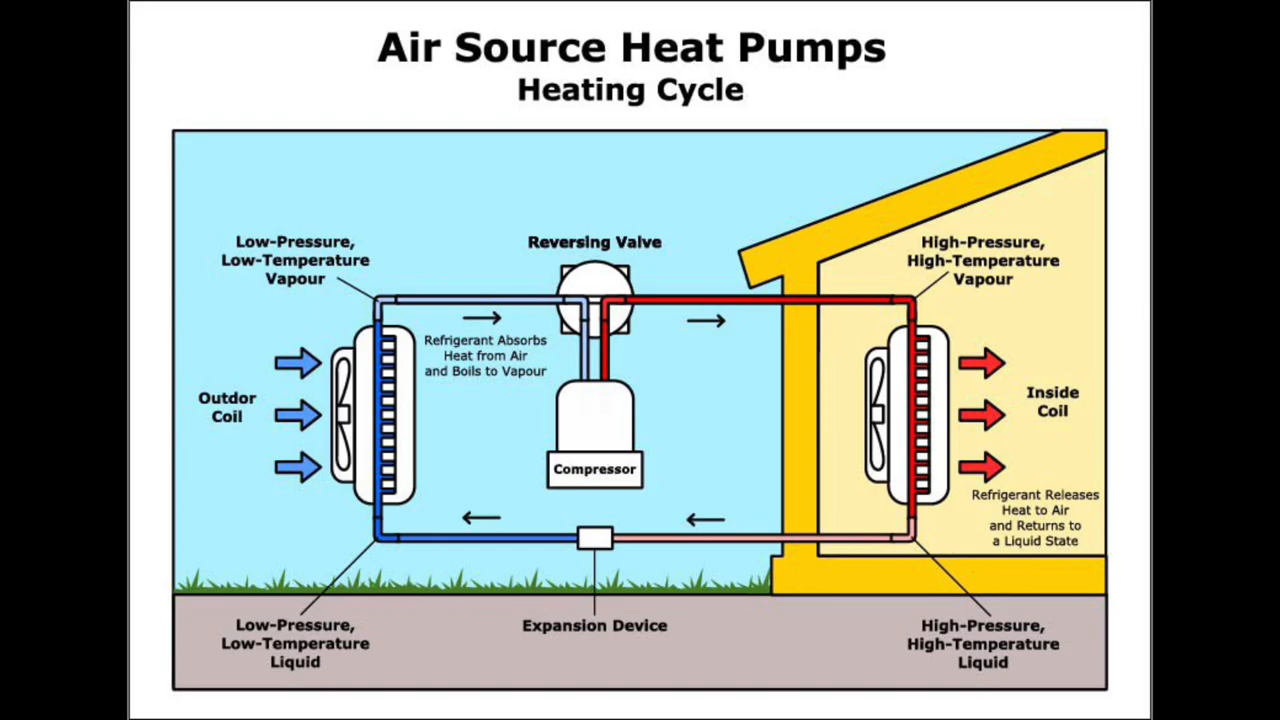 Air Source Heat Pumps
Heating Cycle
Low-Pressure,
Low-Temperature
Vapour
Reversing Valve
High-Pressure,
High-Temperature
Vapour
Refrigerant Absorbs
Heat from Air
and Boils to Vapour
Outdor
Coil
Inside
Coil
Compressor
Refrigerant Releases
Heat to Air
and Returns to
a Liquid State
Low-Pressure,
Low-Temperature
Liquid
Expansion Device
High-Pressure,
High-Temperature
Liquid